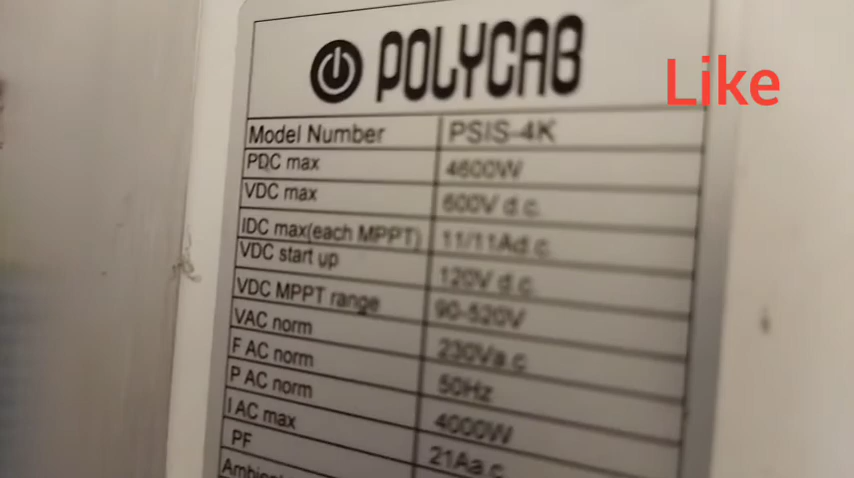 POLYCAB
Like
Model Number PSIS-4K
PDC max 4600W
VDC max 600V d.c.
IDC max(each MPPT) 11/11Ad.c.
VDC start up 120V d.c.
VDC MPPT range 90-520V
VAC norm 230Va.c.
F AC norm 50Hz
P AC norm 4000W
I AC max 21Aa.c.
PF